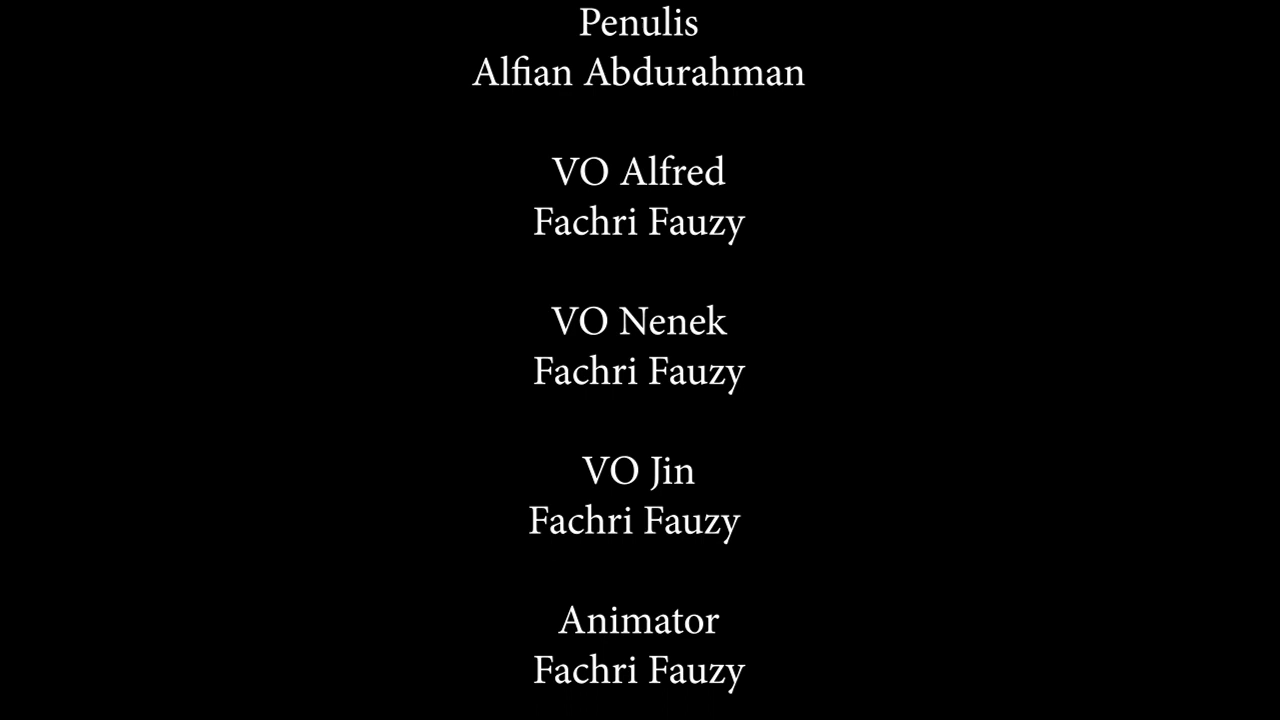 Penulis
Alfian Abdurahman
VO Alfred
Fachri Fauzy
VO Nenek
Fachri Fauzy
VO Jin
Fachri Fauzy
Animator
Fachri Fauzy